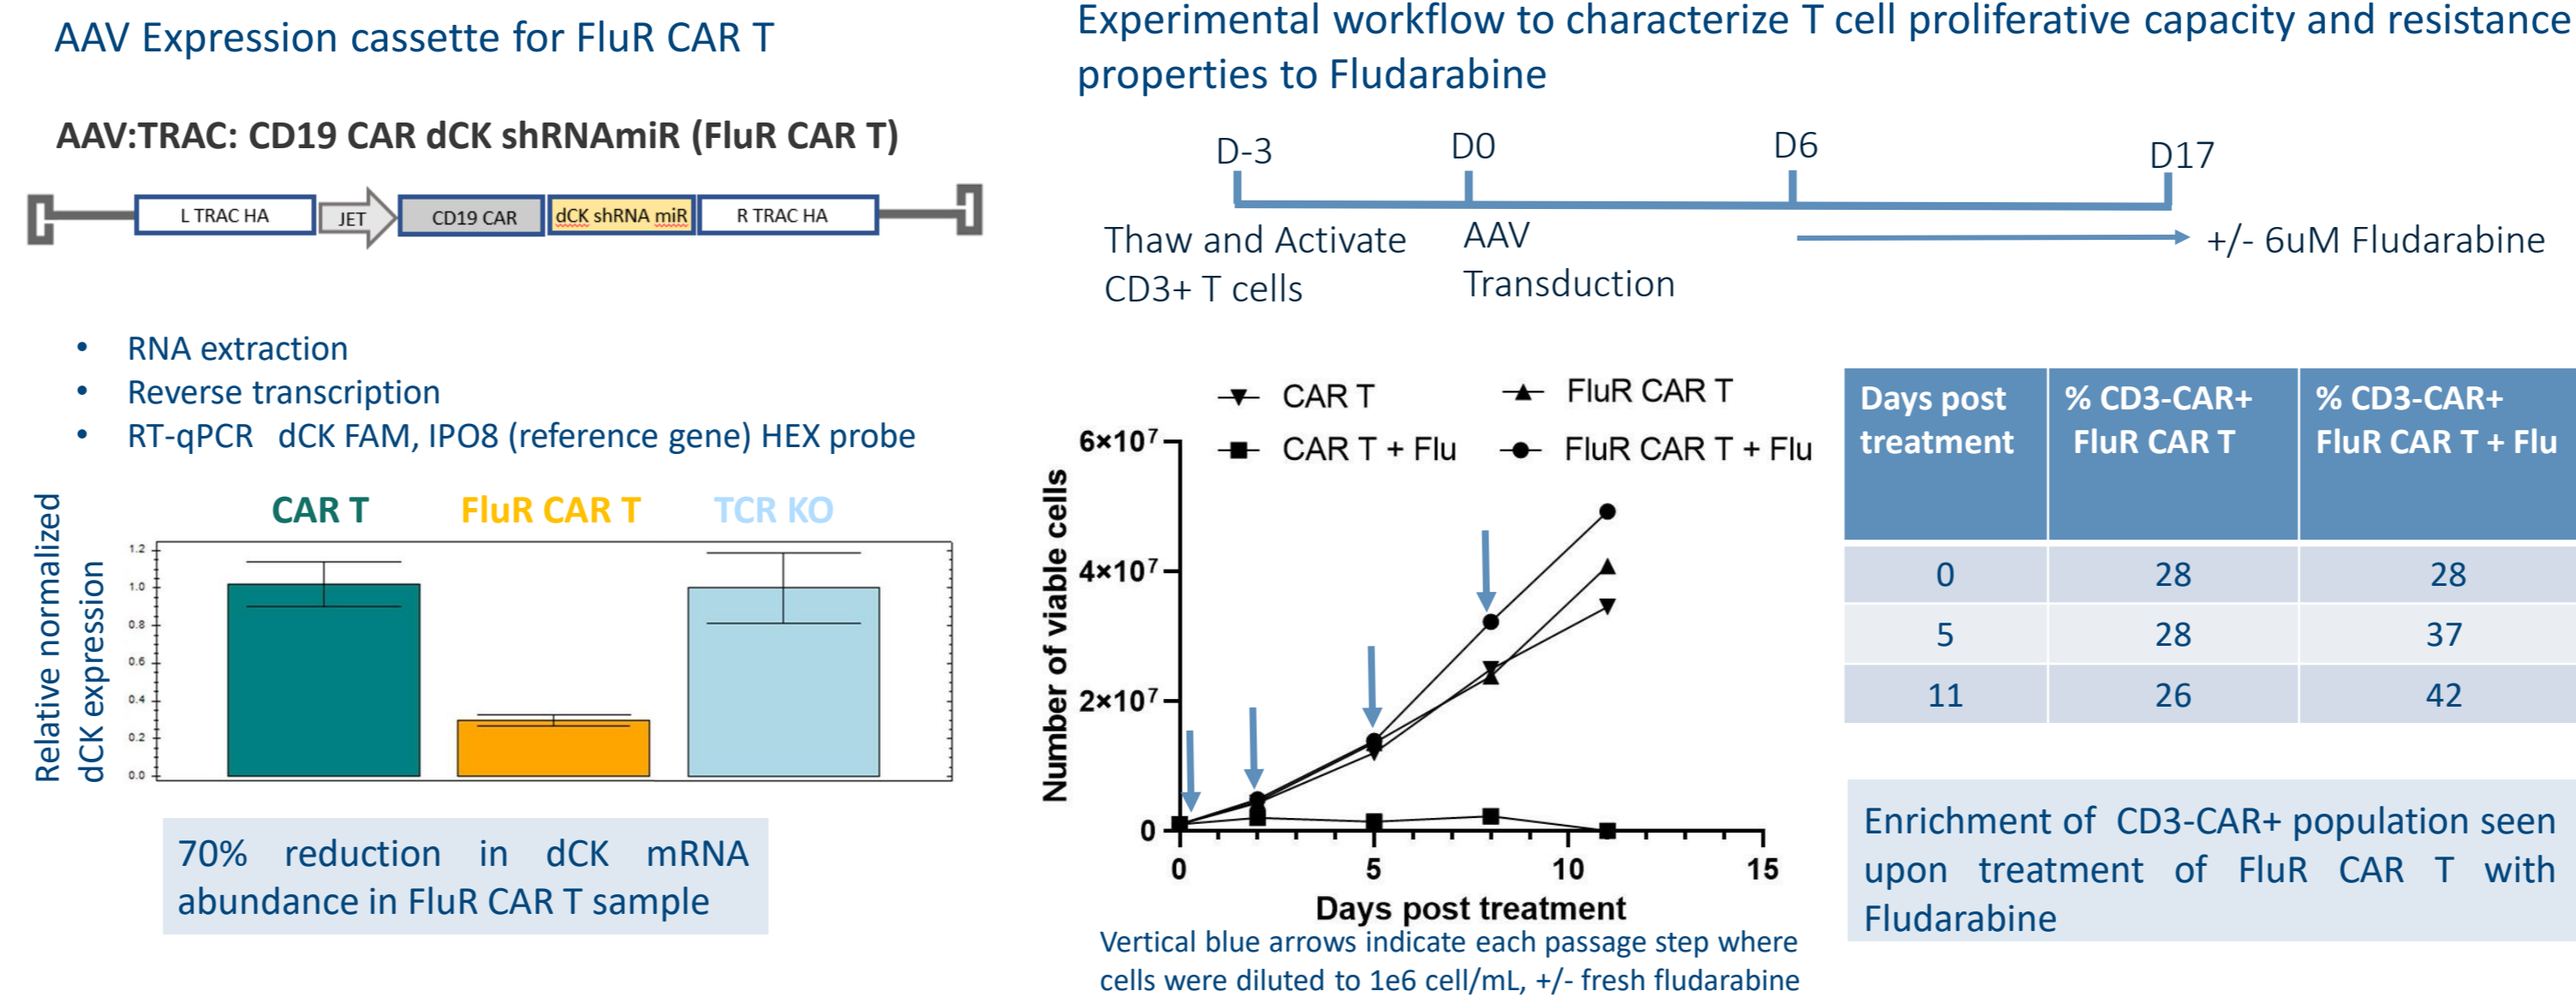 AAV Expression cassette for FluR CAR T
AAV:TRAC: CD19 CAR dCK shRNAmiR (FluR CAR T)
L TRAC HA
JET
CD19 CAR
dCK shRNA miR
R TRAC HA
• RNA extraction
• Reverse transcription
• RT-qPCR dCK FAM, IPO8 (reference gene) HEX probe
CAR T
FluR CAR T
TCR KO
Relative normalized
dCK expression
1.2
1.0
0.8
0.6
0.4
0.2
0.0
70% reduction in dCK mRNA
abundance in FluR CAR T sample
Experimental workflow to characterize T cell proliferative capacity and resistance
properties to Fludarabine
D-3
D0
D6
D17
Thaw and Activate
CD3+ T cells
AAV
Transduction
+/- 6uM Fludarabine
CAR T
FluR CAR T
CAR T + Flu
FluR CAR T + Flu
Number of viable cells
6×10⁷
4×10⁷
2×10⁷
0
0
5
10
15
Days post treatment
Vertical blue arrows indicate each passage step where
cells were diluted to 1e6 cell/mL, +/- fresh fludarabine
Days post
treatment
% CD3-CAR+
FluR CAR T
% CD3-CAR+
FluR CAR T + Flu
0 28 28
5 28 37
11 26 42
Enrichment of CD3-CAR+ population seen
upon treatment of FluR CAR T with
Fludarabine